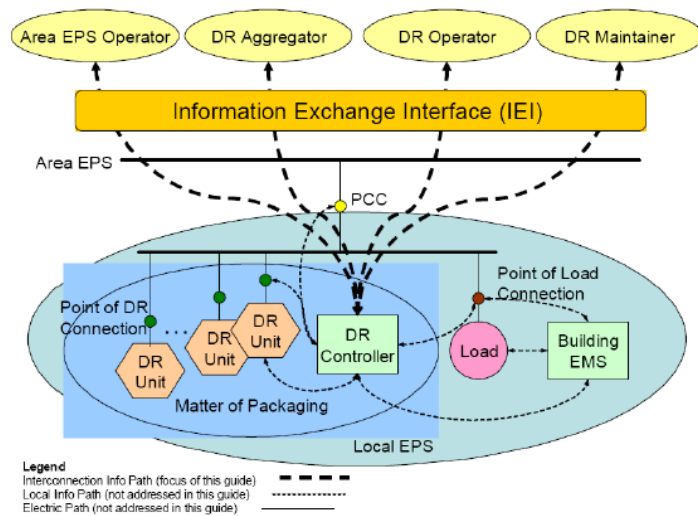 Area EPS Operator
DR Aggregator
DR Operator
DR Maintainer
Information Exchange Interface (IEI)
Area EPS
PCC
Point of DR
Connection
Point of Load
Connection
...
DR
Unit
DR
Unit
DR
Unit
DR
Controller
Load
Building
EMS
Matter of Packaging
Local EPS
Legend
Interconnection Info Path (focus of this guide)
Local Info Path (not addressed in this guide)
Electric Path (not addressed in this guide)